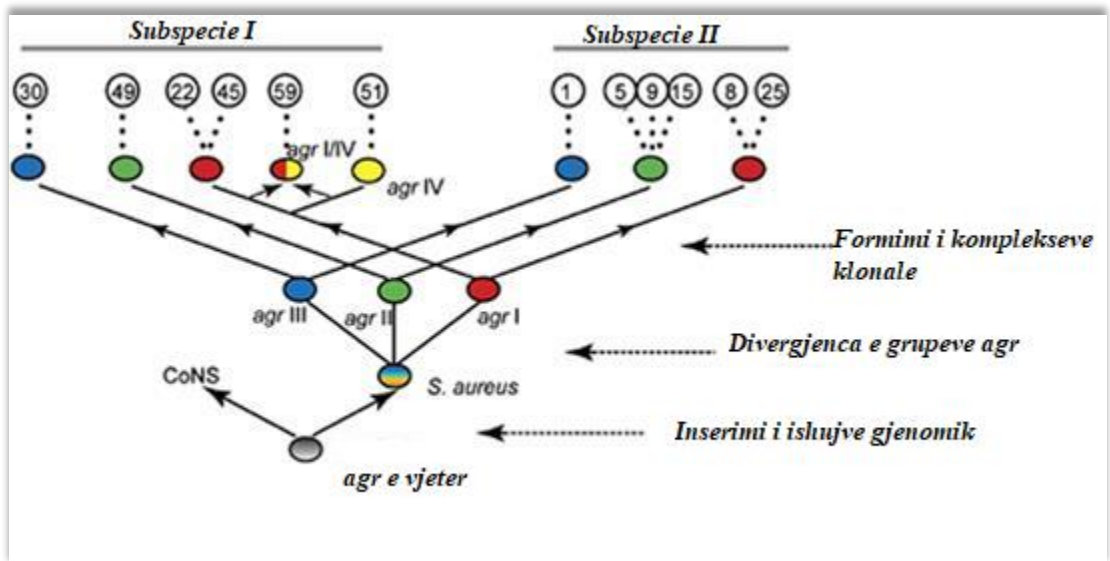 Subspecie I
Subspecie II
30 49 22 45 59 51 1 5 9 15 8 25
agr I/IV
agr IV
Formimi i komplekseve
klonale
agr III
agr II
agr I
Divergjenca e grupeve agr
CoNS
S. aureus
Inserimi i ishujve gjenomik
agr e vjeter